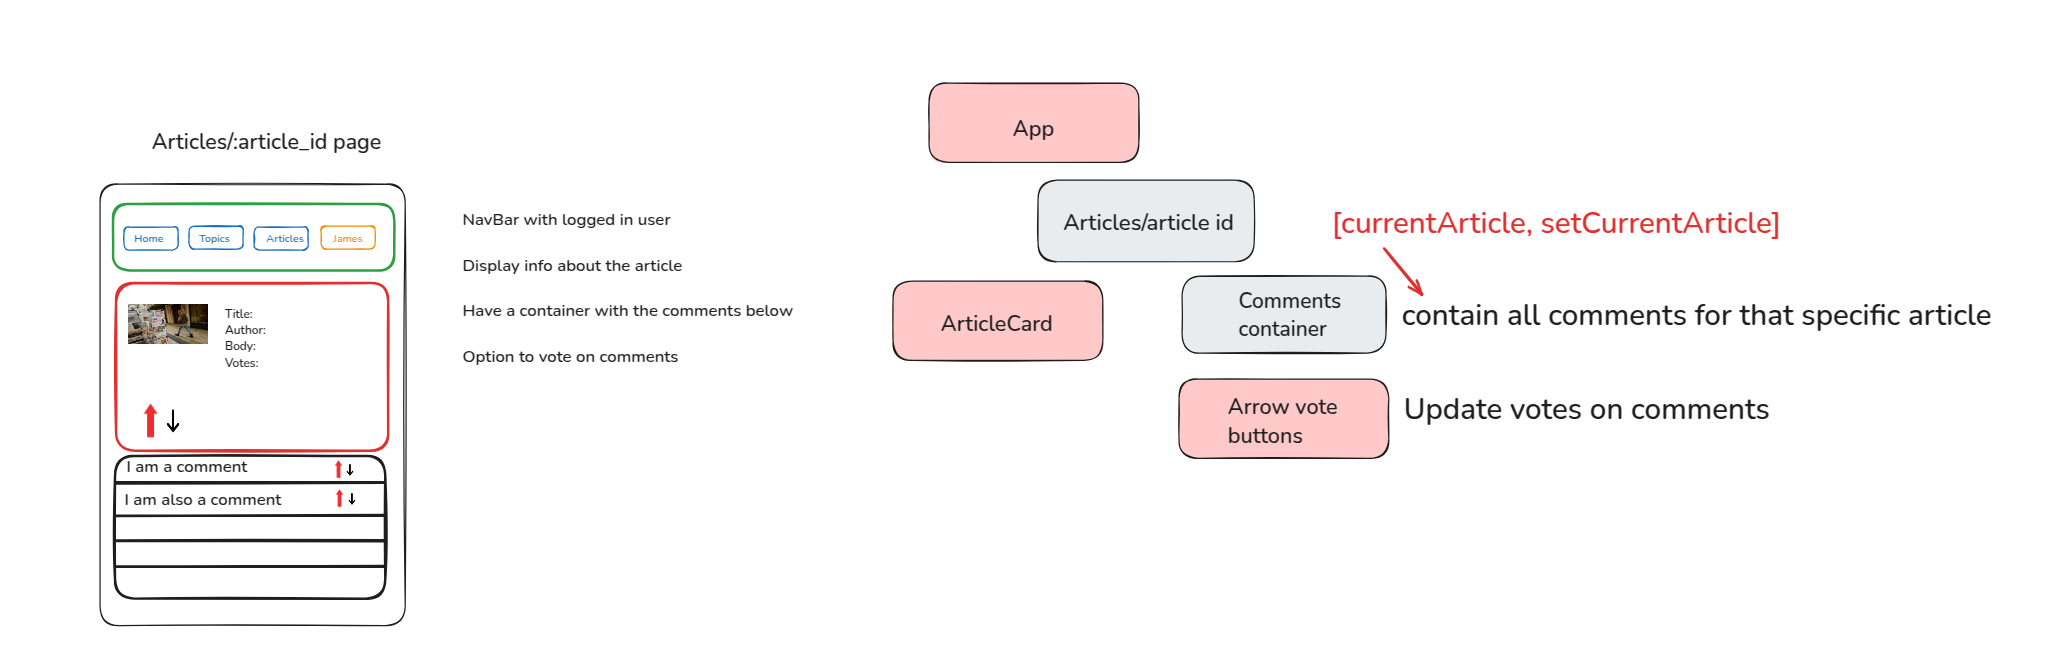 Articles/:article_id page
Home
Topics
Articles
James
Title:
Author:
Body:
Votes:
I am a comment
I am also a comment
NavBar with logged in user
Display info about the article
Have a container with the comments below
Option to vote on comments
App
Articles/article id
[currentArticle, setCurrentArticle]
ArticleCard
Comments
container
contain all comments for that specific article
Arrow vote
buttons
Update votes on comments